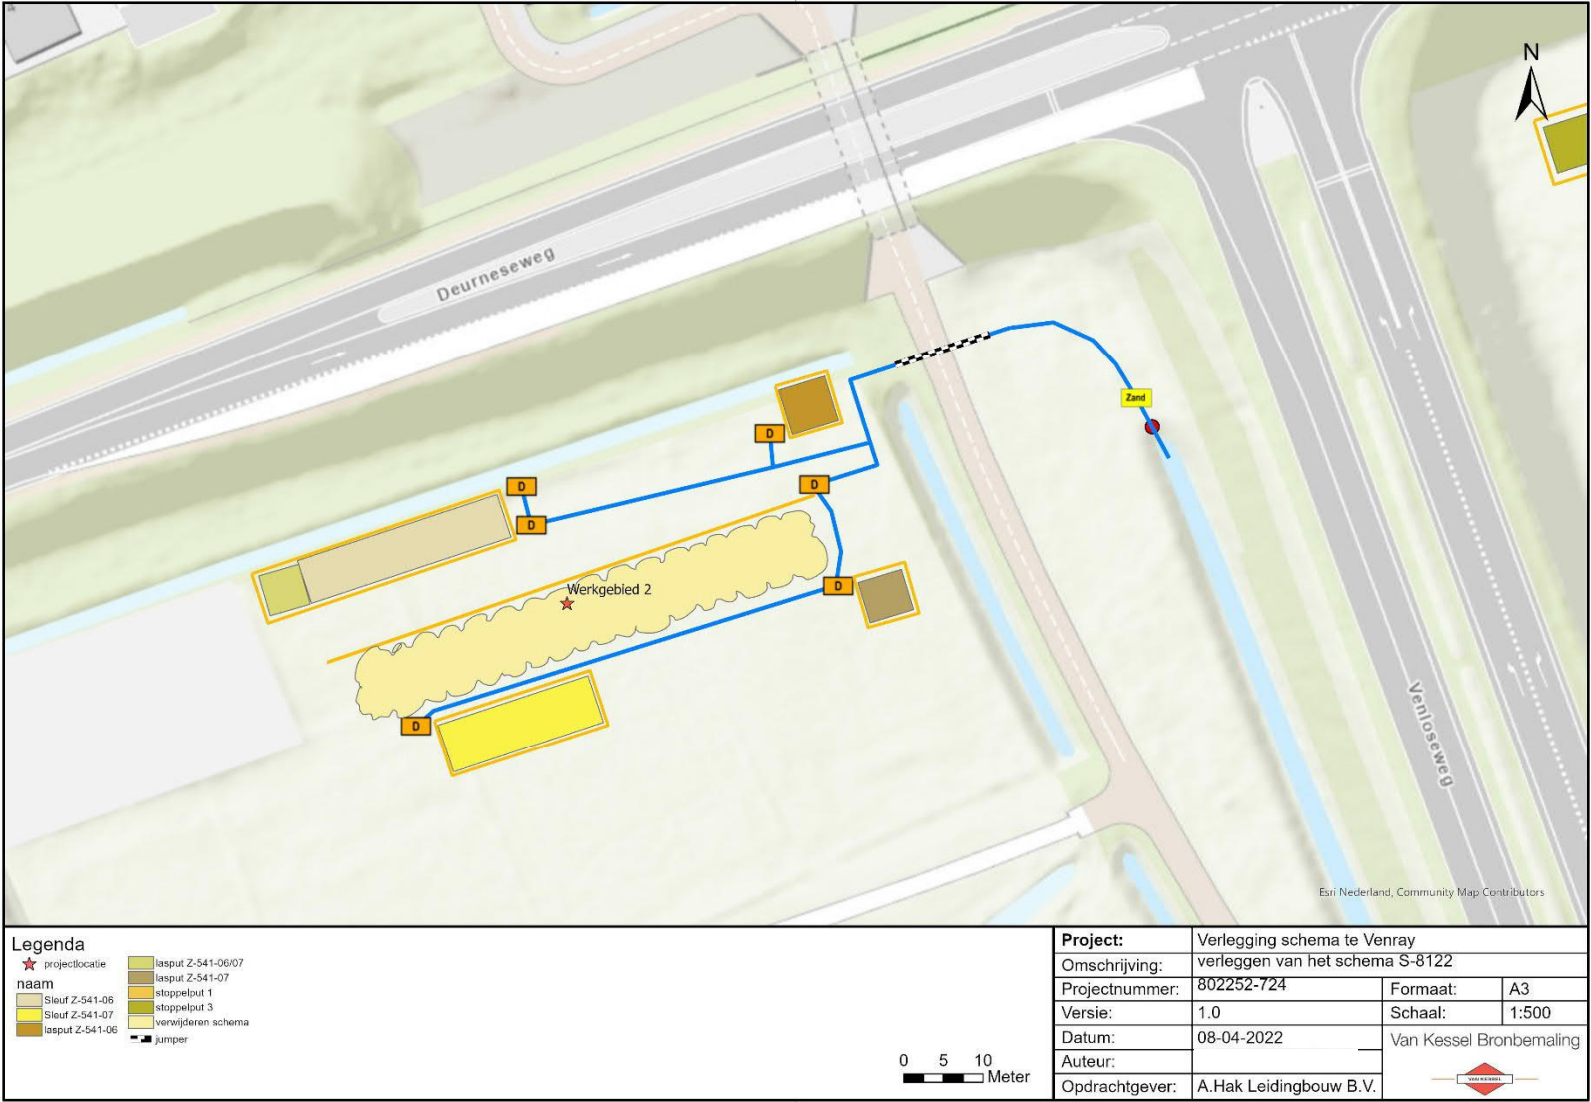 N
Deurneseweg
Zand
D
D
D
D
Werkgebied 2
D
D
Venloseweg
Esri Nederland, Community Map Contributors
Legenda
projectlocatie
naam
Sleuf Z-541-06
Sleuf Z-541-07
lasput Z-541-06
lasput Z-541-06/07
lasput Z-541-07
stoppelput 1
stoppelput 3
verwijderen schema
jumper
0 5 10
Meter
Project: Verlegging schema te Venray
Omschrijving: verleggen van het schema S-8122
Projectnummer: 802252-724 Formaat: A3
Versie: 1.0 Schaal: 1:500
Datum: 08-04-2022 Van Kessel Bronbemaling
Auteur:
VAN KESSEL
Opdrachtgever: A.Hak Leidingbouw B.V.